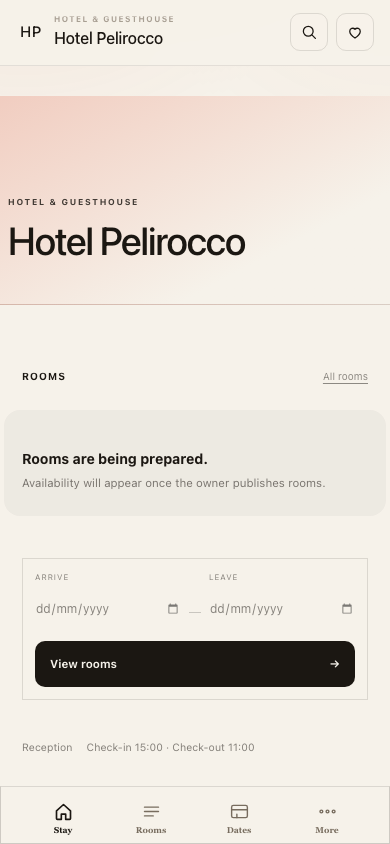 HP
HOTEL & GUESTHOUSE
Hotel Pelirocco
HOTEL & GUESTHOUSE
Hotel Pelirocco
ROOMS All rooms
Rooms are being prepared.
Availability will appear once the owner publishes rooms.
ARRIVE LEAVE
dd/mm/yyyy — dd/mm/yyyy
View rooms →
Reception Check-in 15:00 · Check-out 11:00
Stay Rooms Dates More